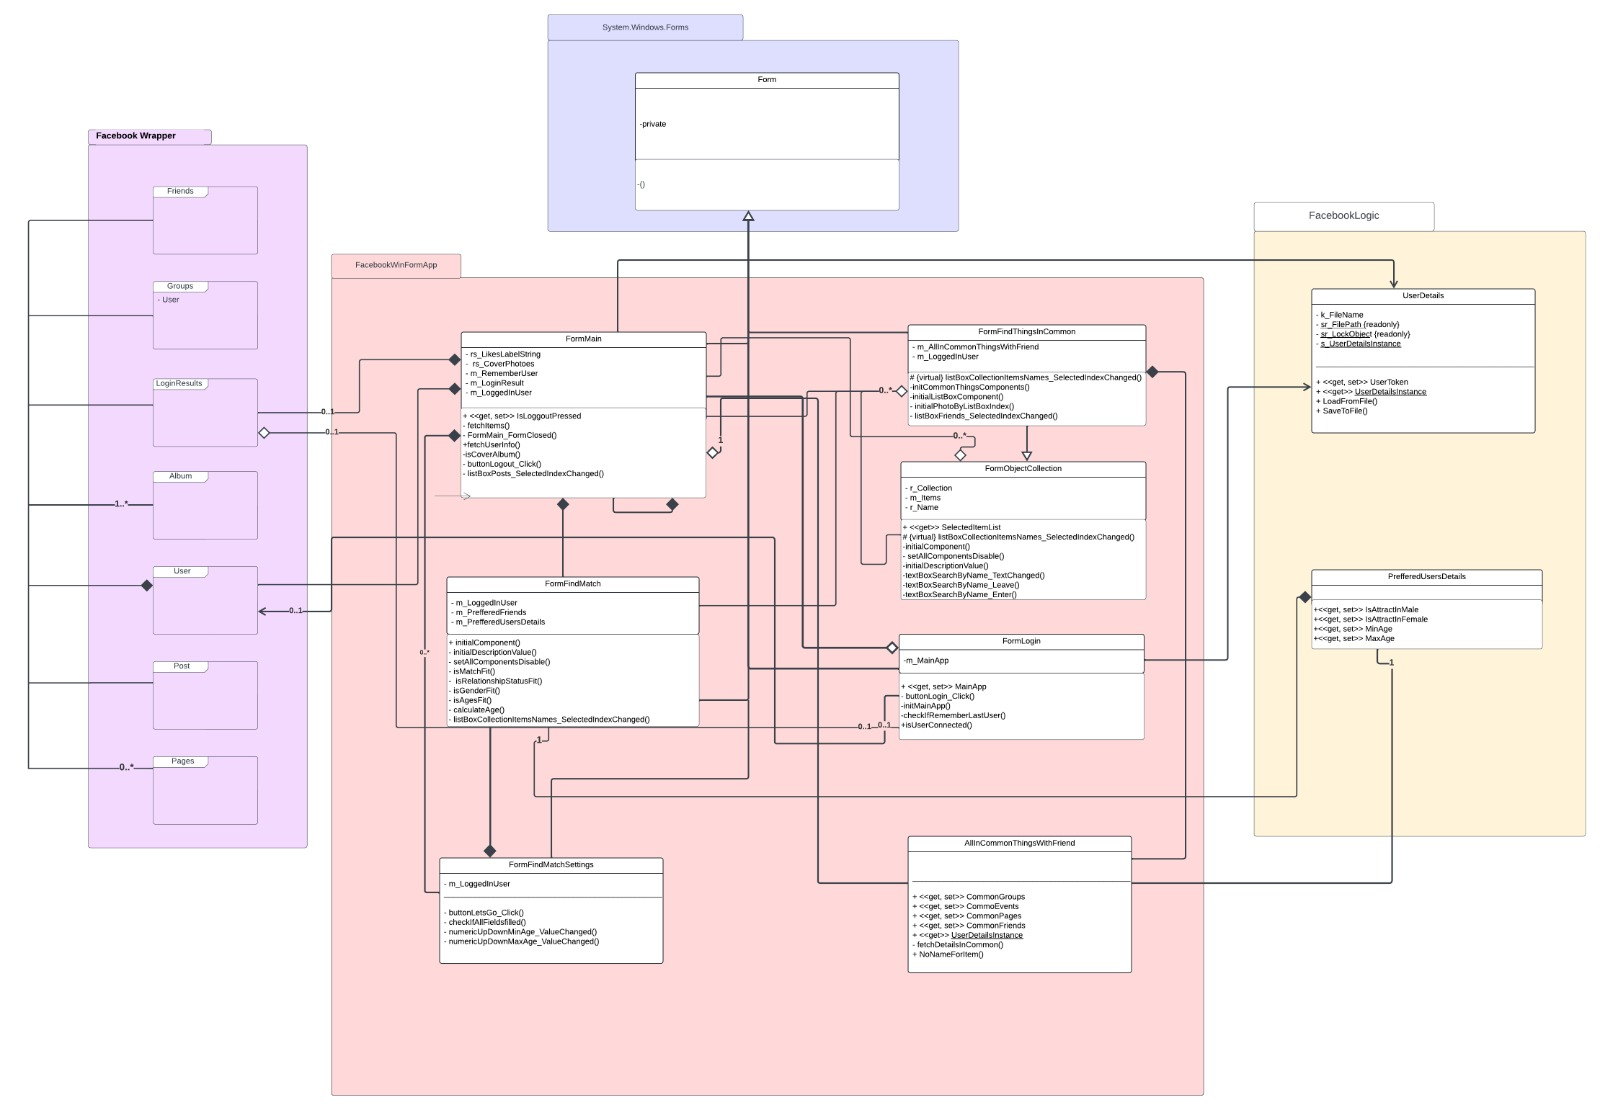 System.Windows.Forms
Form
-private
-()
Facebook Wrapper
Friends
Groups
- User
LoginResults
0..1
0..1
Album
1..*
User
0..1
Post
Pages
0..*
FacebookWinFormApp
FormMain
- rs_LikesLabelString
- rs_CoverPhotoes
- m_RememberUser
- m_LoginResult
- m_LoggedInUser
+ <<get, set>> IsLoggoutPressed
- fetchItems()
- FormMain_FormClosed()
+fetchUserInfo()
-isCoverAlbum()
- buttonLogout_Click()
- listBoxPosts_SelectedIndexChanged()
1
FormFindThingsInCommon
- m_AllInCommonThingsWithFriend
- m_LoggedInUser
# {virtual} listBoxCollectionItemsNames_SelectedIndexChanged()
-initCommonThingsComponents()
-initialListBoxComponent()
- initialPhotoByListBoxIndex()
- listBoxFriends_SelectedIndexChanged()
0..*
0..*
FormObjectCollection
- r_Collection
- m_Items
- r_Name
+ <<get>> SelectedItemList
# {virtual} listBoxCollectionItemsNames_SelectedIndexChanged()
-initialComponent()
- setAllComponentsDisable()
-initialDescriptionValue()
-textBoxSearchByName_TextChanged()
-textBoxSearchByName_Leave()
-textBoxSearchByName_Enter()
FormFindMatch
- m_LoggedInUser
- m_PrefferedFriends
- m_PrefferedUsersDetails
+ initialComponent()
- initialDescriptionValue()
- setAllComponentsDisable()
- isMatchFit()
- isRelationshipStatusFit()
- isGenderFit()
- isAgesFit()
- calculateAge()
- listBoxCollectionItemsNames_SelectedIndexChanged()
0..*
1
FormLogin
-m_MainApp
+ <<get, set>> MainApp
- buttonLogin_Click()
-initMainApp()
-checkIfRememberLastUser()
+isUserConnected()
0..1
0..1
FormFindMatchSettings
- m_LoggedInUser
- buttonLetsGo_Click()
- checkIfAllFieldsfilled()
- numericUpDownMinAge_ValueChanged()
- numericUpDownMaxAge_ValueChanged()
AllInCommonThingsWithFriend
+ <<get, set>> CommonGroups
+ <<get, set>> CommoEvents
+ <<get, set>> CommonPages
+ <<get, set>> CommonFriends
+ <<get>> UserDetailsInstance
- fetchDetailsInCommon()
+ NoNameForItem()
FacebookLogic
UserDetails
- k_FileName
- sr_FilePath {readonly}
- sr_LockObject {readonly}
- s_UserDetailsInstance
+ <<get, set>> UserToken
+ <<get>> UserDetailsInstance
+ LoadFromFile()
+ SaveToFile()
PrefferedUsersDetails
+<<get, set>> IsAttractInMale
+<<get, set>> IsAttractInFemale
+<<get, set>> MinAge
+<<get, set>> MaxAge
1